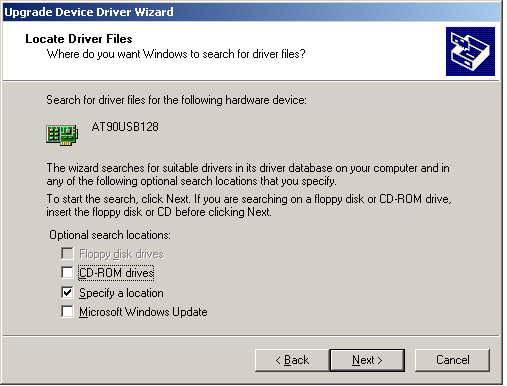 Upgrade Device Driver Wizard
Locate Driver Files
Where do you want Windows to search for driver files?
Search for driver files for the following hardware device:
AT90USB128
The wizard searches for suitable drivers in its driver database on your computer and in
any of the following optional search locations that you specify.
To start the search, click Next. If you are searching on a floppy disk or CD-ROM drive,
insert the floppy disk or CD before clicking Next.
Optional search locations:
Floppy disk drives
CD-ROM drives
Specify a location
Microsoft Windows Update
< Back
Next >
Cancel